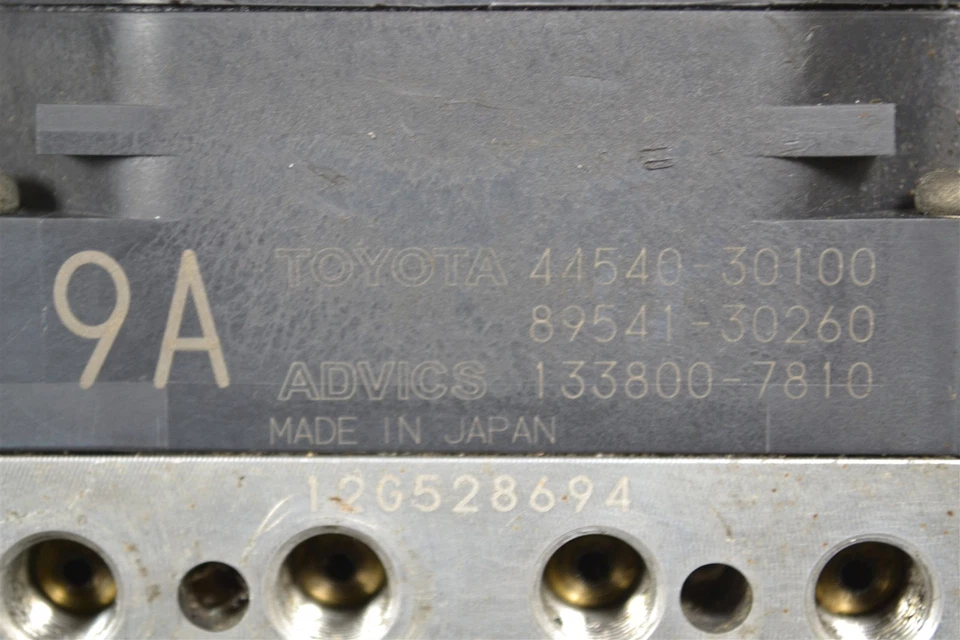 9A
TOYOTA 44540-30100
89541-30260
ADVICS 133800-7810
MADE IN JAPAN
12G528694